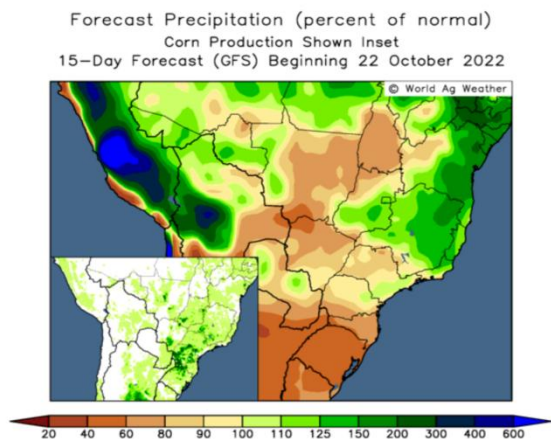 Forecast Precipitation (percent of normal)
Corn Production Shown Inset
15-Day Forecast (GFS) Beginning 22 October 2022
© World Ag Weather
20 40 60 80 90 100 110 125 150 200 300 400 600